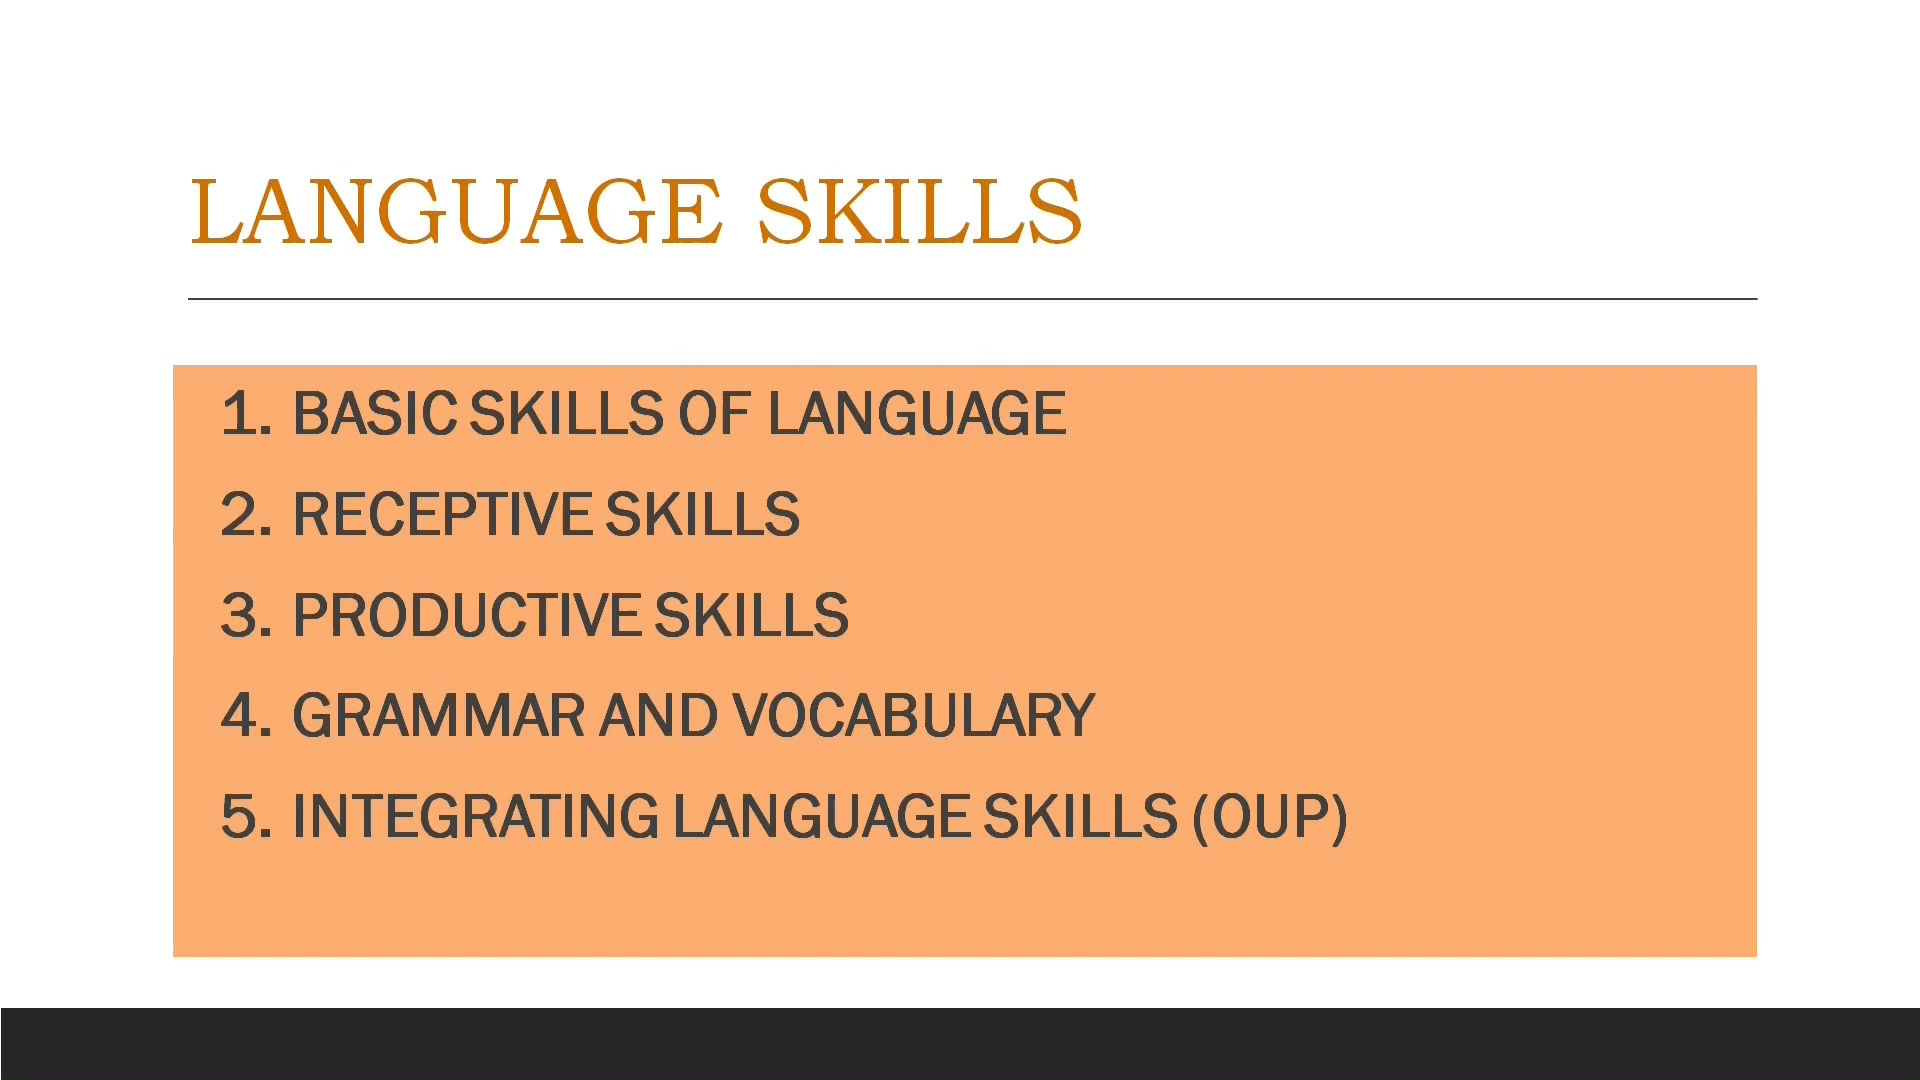 LANGUAGE SKILLS
1. BASIC SKILLS OF LANGUAGE
2. RECEPTIVE SKILLS
3. PRODUCTIVE SKILLS
4. GRAMMAR AND VOCABULARY
5. INTEGRATING LANGUAGE SKILLS (OUP)